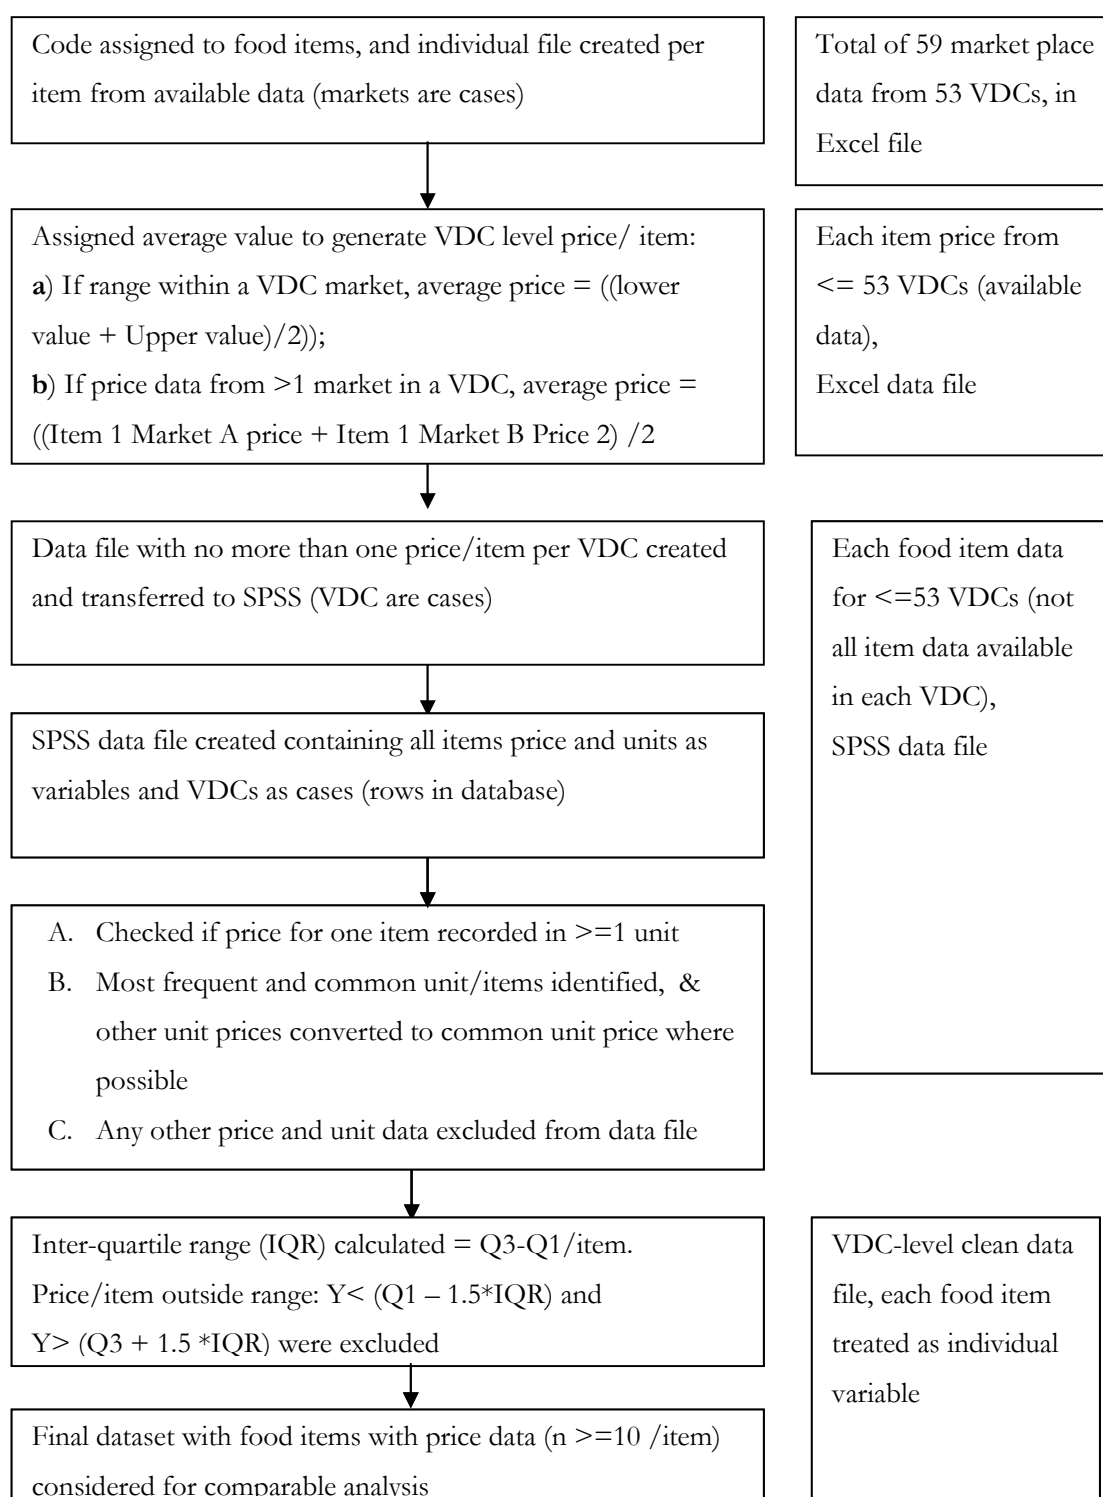 Code assigned to food items, and individual file created per
item from available data (markets are cases)
Total of 59 market place
data from 53 VDCs, in
Excel file
Assigned average value to generate VDC level price/ item:
a) If range within a VDC market, average price = ((lower
value + Upper value)/2));
b) If price data from >1 market in a VDC, average price =
((Item 1 Market A price + Item 1 Market B Price 2) /2
Each item price from
<= 53 VDCs (available
data),
Excel data file
Data file with no more than one price/item per VDC created
and transferred to SPSS (VDC are cases)
Each food item data
for <=53 VDCs (not
all item data available
in each VDC),
SPSS data file
SPSS data file created containing all items price and units as
variables and VDCs as cases (rows in database)
A. Checked if price for one item recorded in >=1 unit
B. Most frequent and common unit/items identified, &
other unit prices converted to common unit price where
possible
C. Any other price and unit data excluded from data file
Inter-quartile range (IQR) calculated = Q3-Q1/item.
Price/item outside range: Y< (Q1 – 1.5*IQR) and
Y> (Q3 + 1.5 *IQR) were excluded
VDC-level clean data
file, each food item
treated as individual
variable
Final dataset with food items with price data (n >=10 /item)
considered for comparable analysis